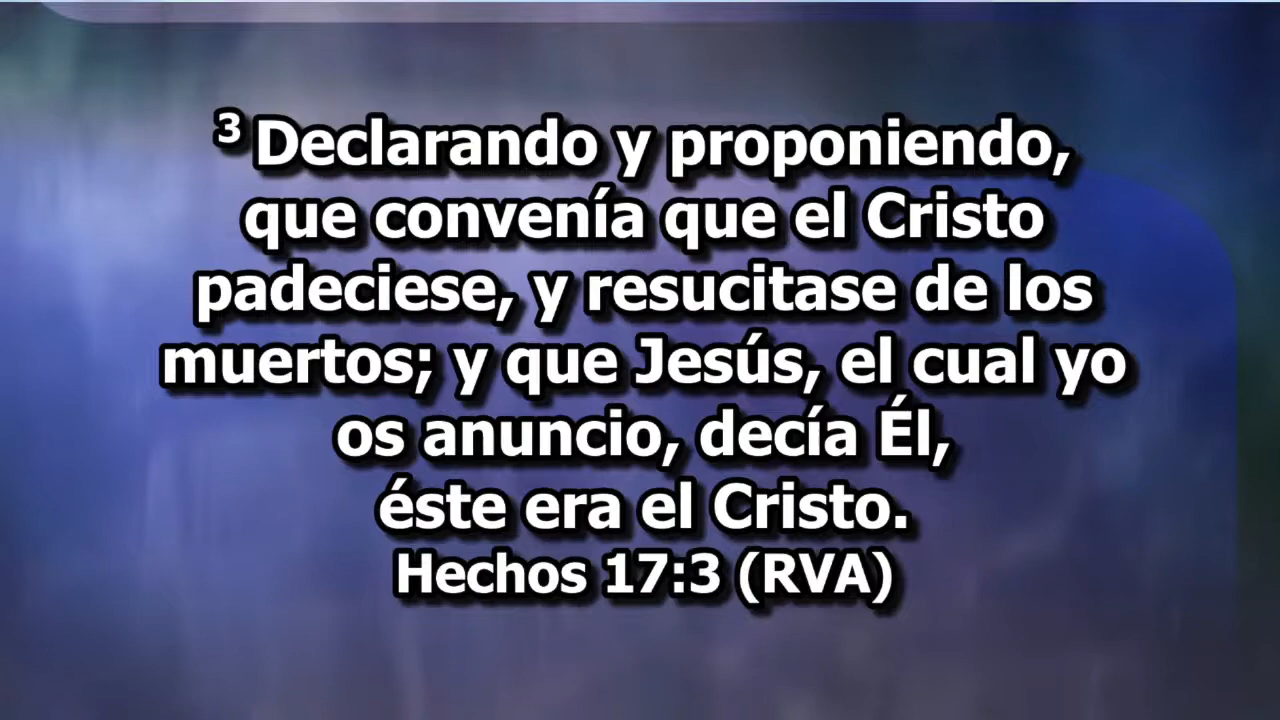 3 Declarando y proponiendo,
que convenía que el Cristo
padeciese, y resucitase de los
muertos; y que Jesús, el cual yo
os anuncio, decía Él,
éste era el Cristo.
Hechos 17:3 (RVA)